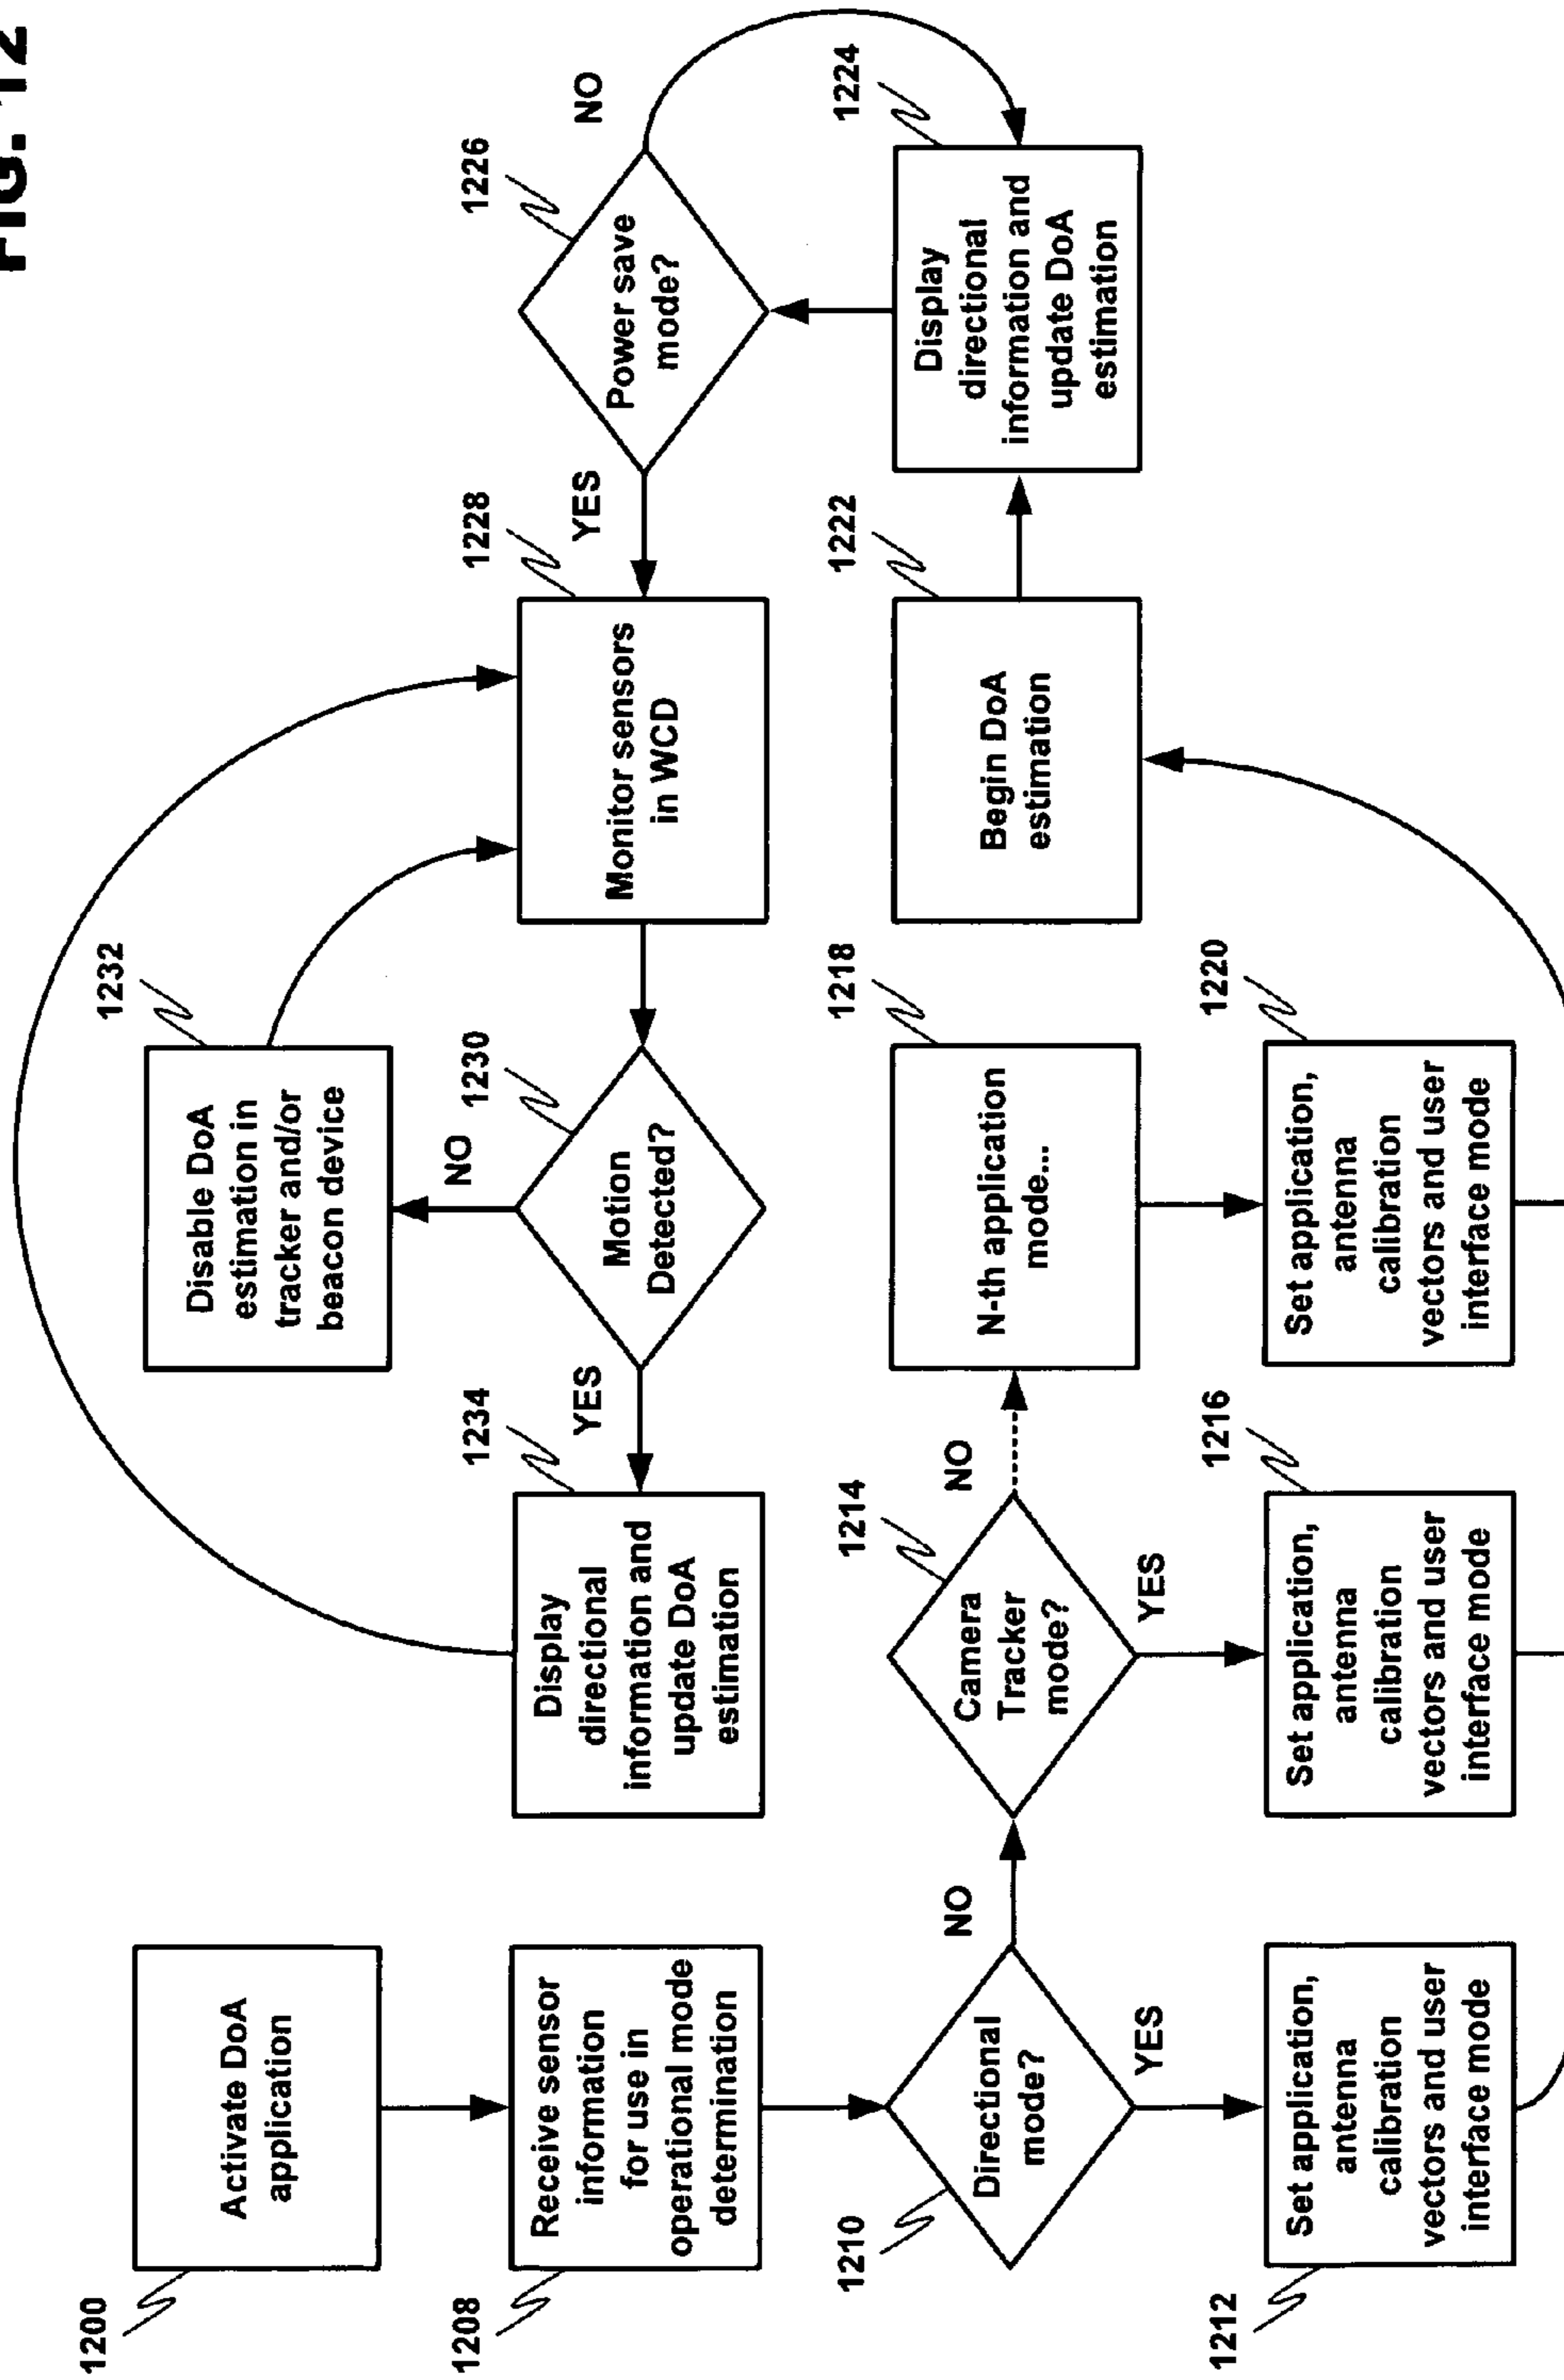 FIG. 12
1200
Activate DoA
application
1208
Receive sensor
information
for use in
operational mode
determination
1210
Directional
mode?
NO
YES
1212
Set application,
antenna
calibration
vectors and user
interface mode
1214
Camera
Tracker
mode?
NO
YES
1216
Set application,
antenna
calibration
vectors and user
interface mode
1218
N-th application
mode...
1220
Set application,
antenna
calibration
vectors and user
interface mode
1222
Begin DoA
estimation
1224
Display
directional
information and
update DoA
estimation
1226
Power save
mode?
NO
YES
1228
Monitor sensors
in WCD
1230
Motion
Detected?
NO
YES
1232
Disable DoA
estimation in
tracker and/or
beacon device
1234
Display
directional
information and
update DoA
estimation